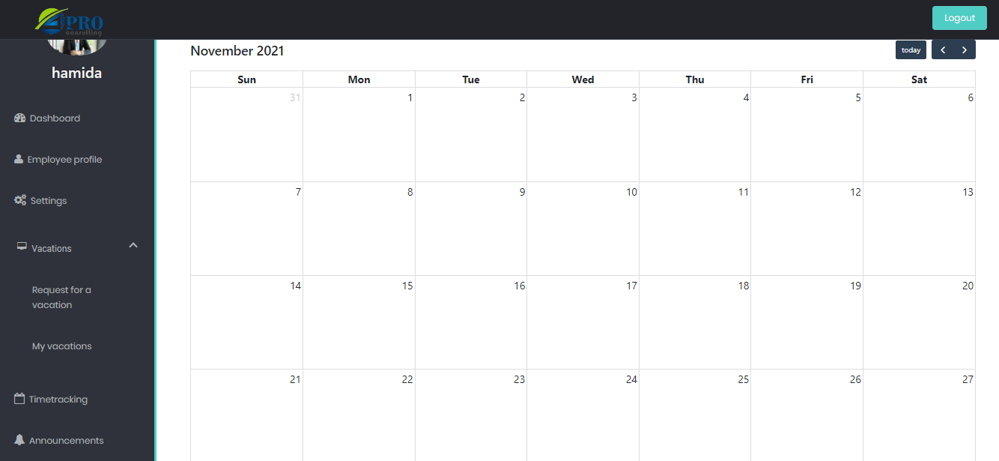 PRO
consulting
Logout
hamida
Dashboard
Employee profile
Settings
Vacations
Request for a
vacation
My vacations
Timetracking
Announcements
November 2021
today
Sun Mon Tue Wed Thu Fri Sat
31 1 2 3 4 5 6
7 8 9 10 11 12 13
14 15 16 17 18 19 20
21 22 23 24 25 26 27